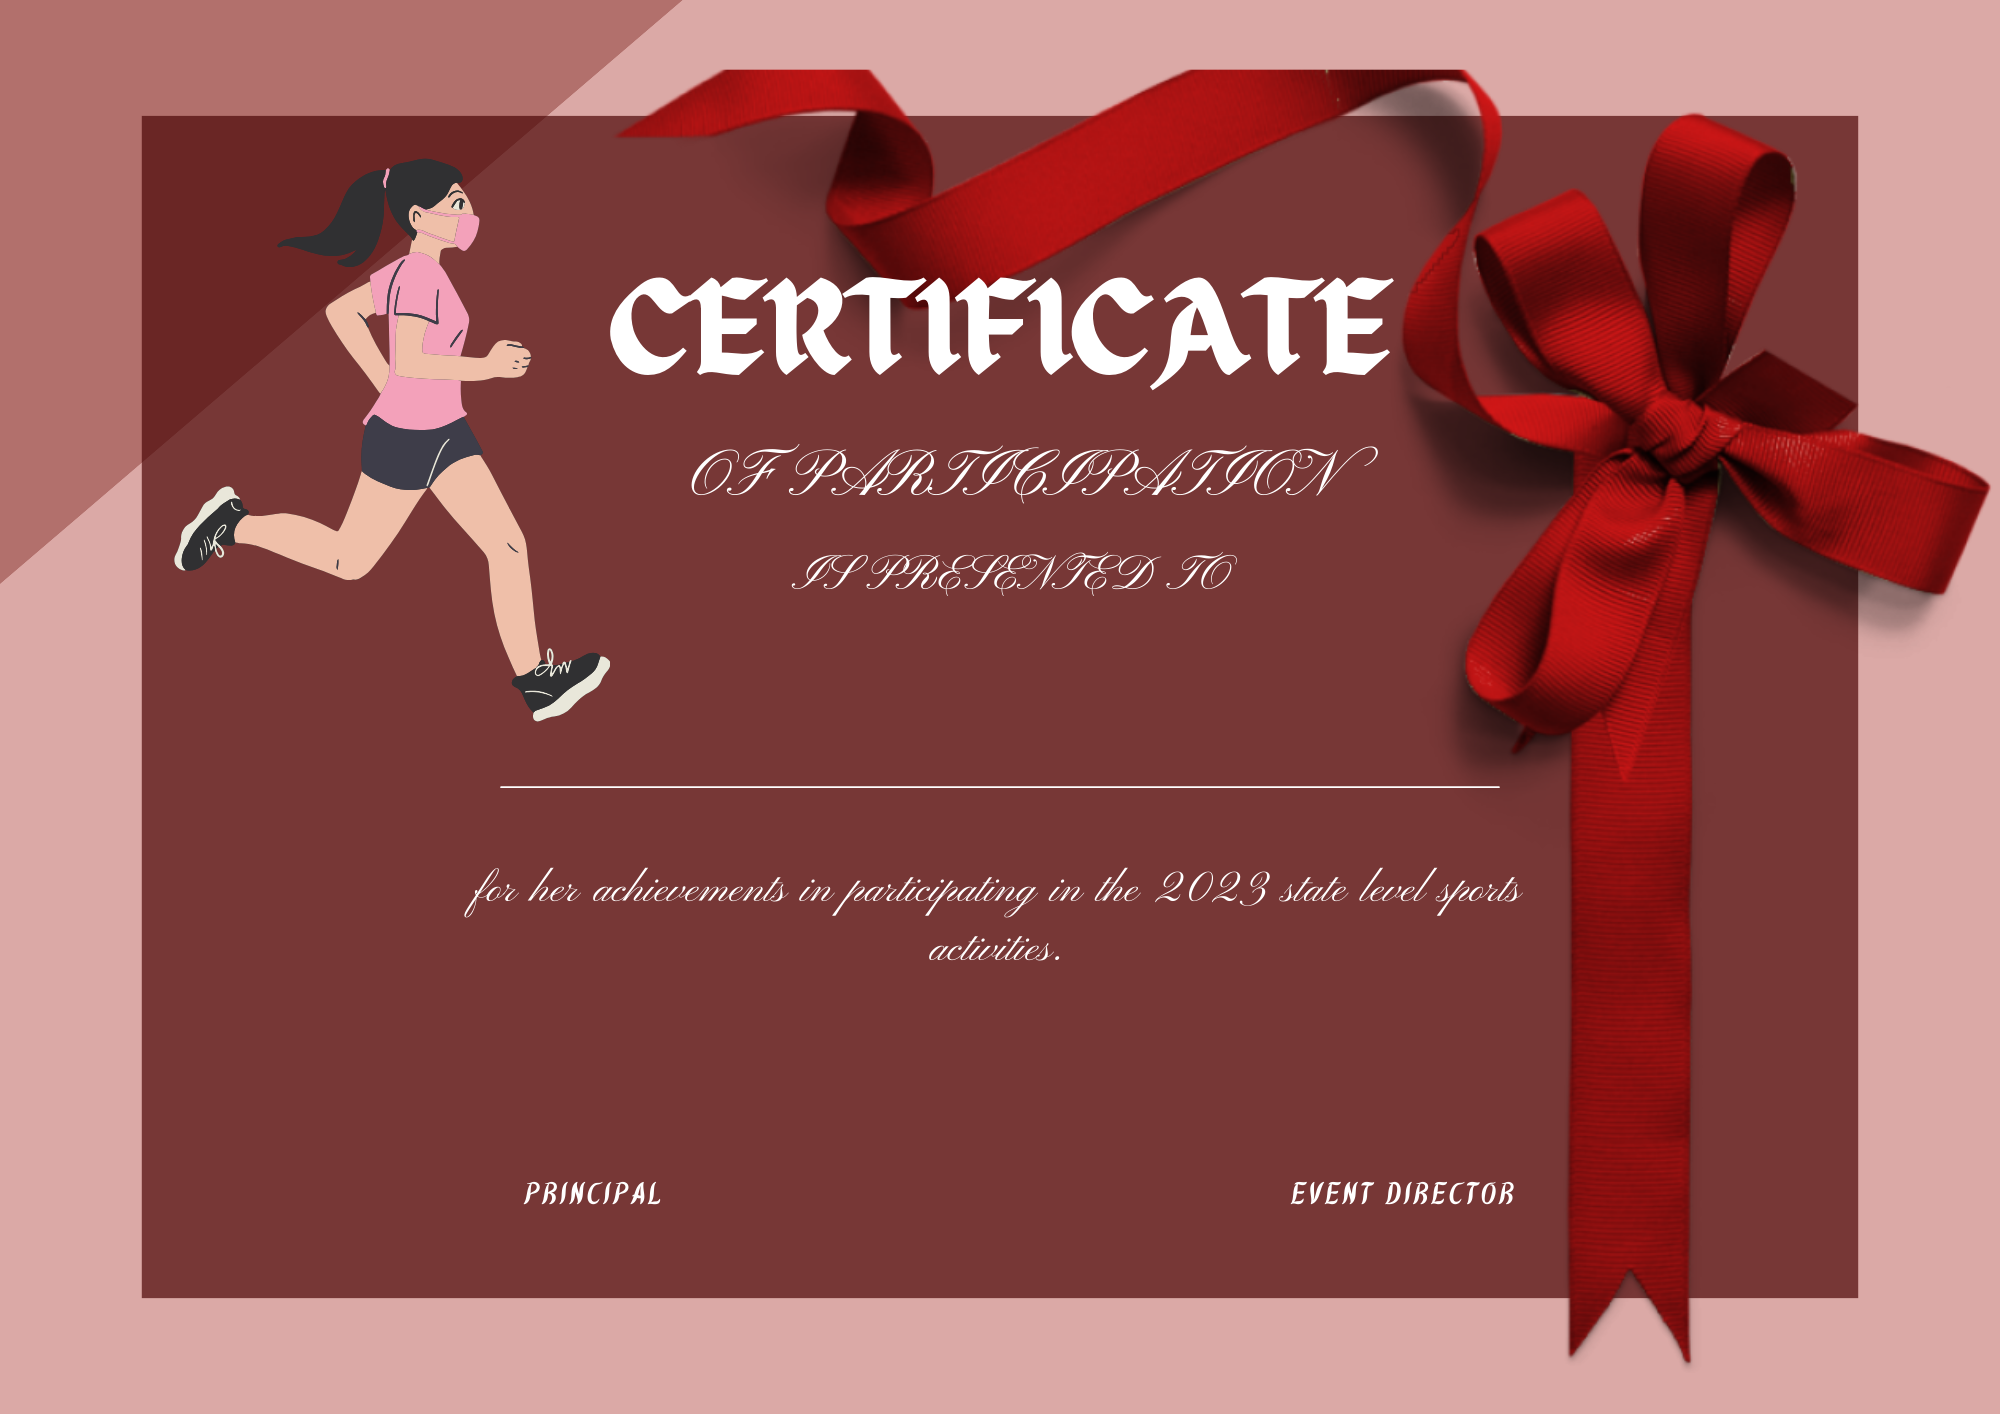 CERTIFICATE
OF PARTICIPATION
IS PRESENTED TO
for her achievements in participating in the 2023 state level sports
activities.
PRINCIPAL
EVENT DIRECTOR